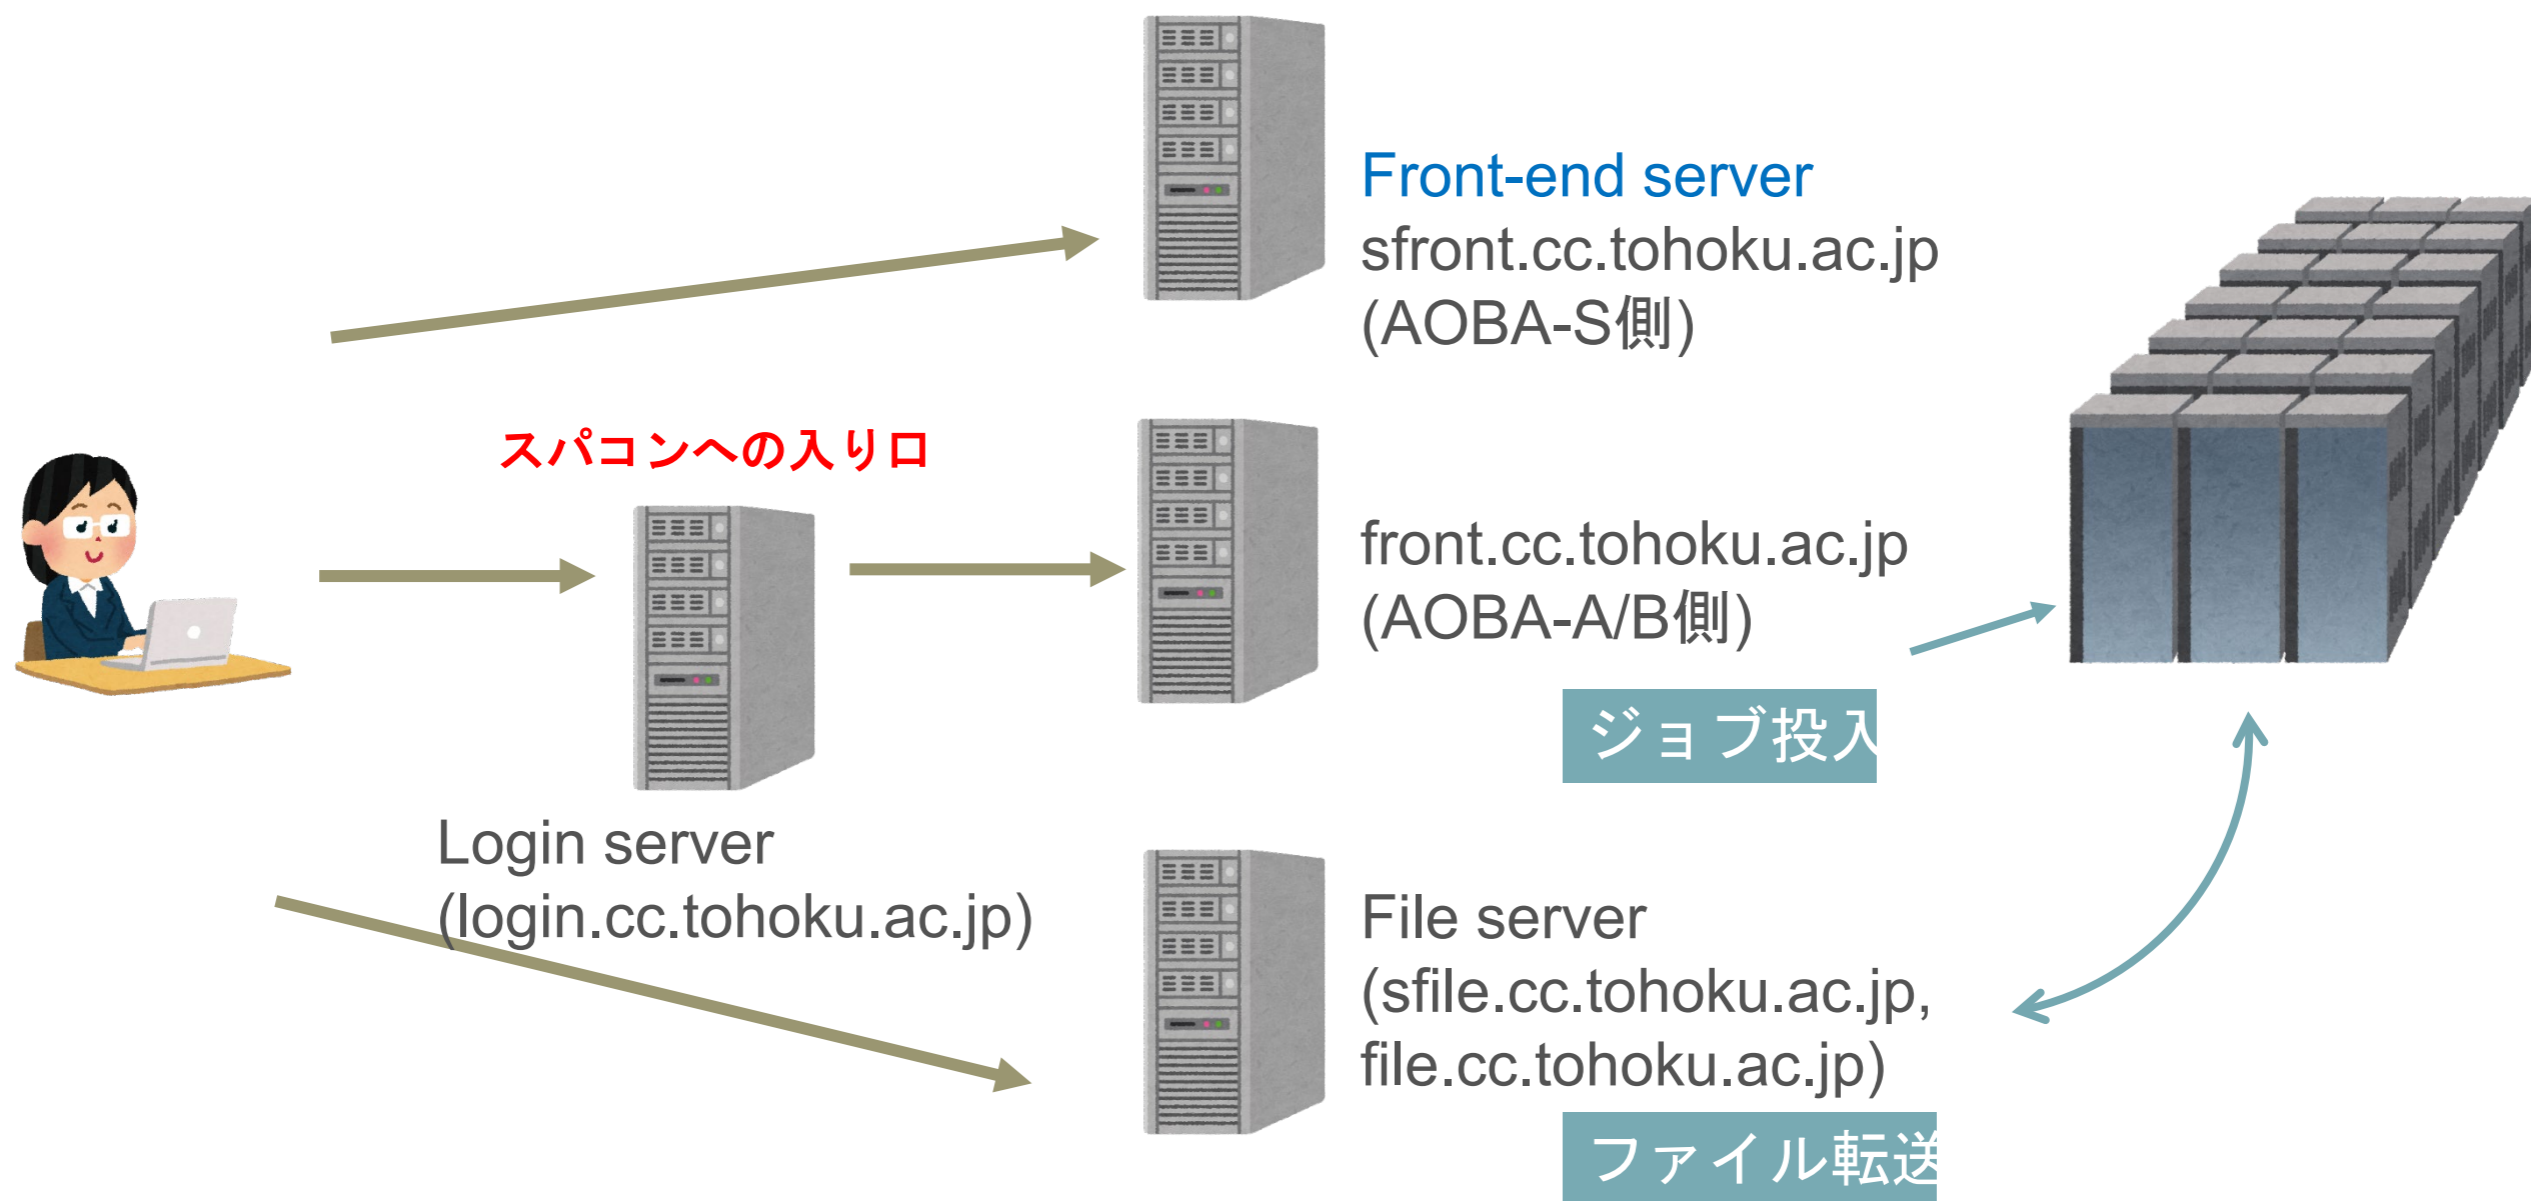 Front-end server
sfront.cc.tohoku.ac.jp
(AOBA-S側)
スパコンへの入り口
front.cc.tohoku.ac.jp
(AOBA-A/B側)
ジョブ投入
Login server
(login.cc.tohoku.ac.jp)
File server
(sfile.cc.tohoku.ac.jp,
file.cc.tohoku.ac.jp)
ファイル転送